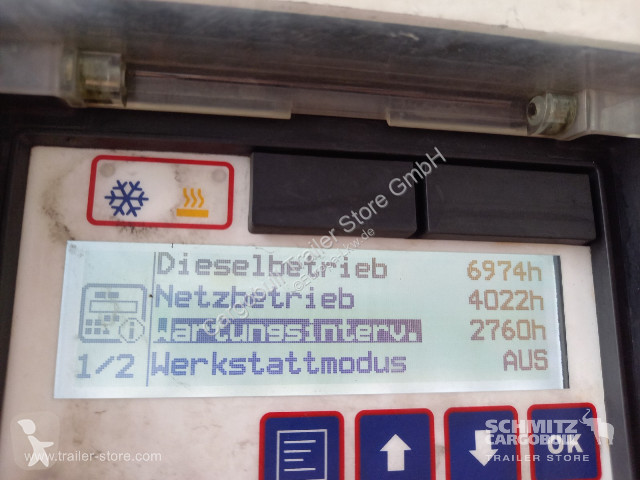 Dieselbetrieb 6974h
Netzbetrieb 4022h
Wartungsinterv. 2760h
1/2 Werkstattmodus AUS
OK
Cargobull Trailer Store GmbH
www.trailer-store.com
SCHMITZ
CARGOBULL
TRAILER STORE